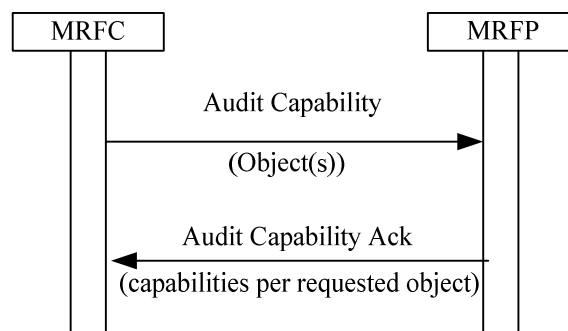 MRFC
MRFP
Audit Capability
(Object(s))
Audit Capability Ack
(capabilities per requested object)